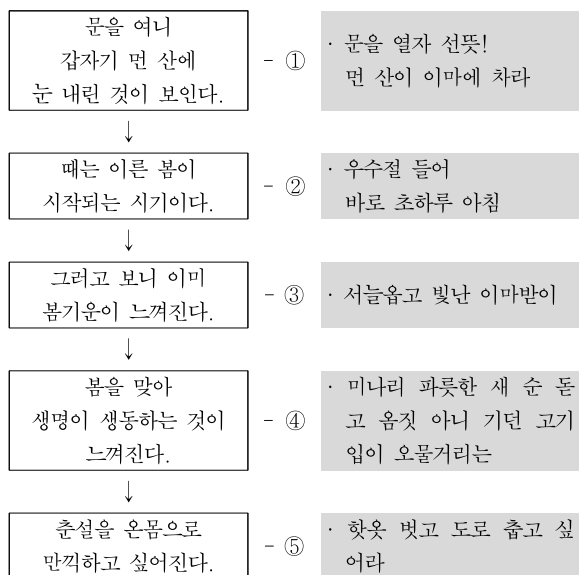 문을 여니
갑자기 먼 산에
눈 내린 것이 보인다.
- ①
· 문을 열자 선뜻!
먼 산이 이마에 차라
↓
때는 이른 봄이
시작되는 시기이다.
- ②
· 우수절 들어
바로 초하루 아침
↓
그러고 보니 이미
봄기운이 느껴진다.
- ③
· 서늘옵고 빛난 이마받이
↓
봄을 맞아
생명이 생동하는 것이
느껴진다.
- ④
· 미나리 파릇한 새 순 돋
고 옴짓 아니 기던 고기
입이 오물거리는
↓
춘설을 온몸으로
만끽하고 싶어진다.
- ⑤
· 핫옷 벗고 도로 춥고 싶
어라